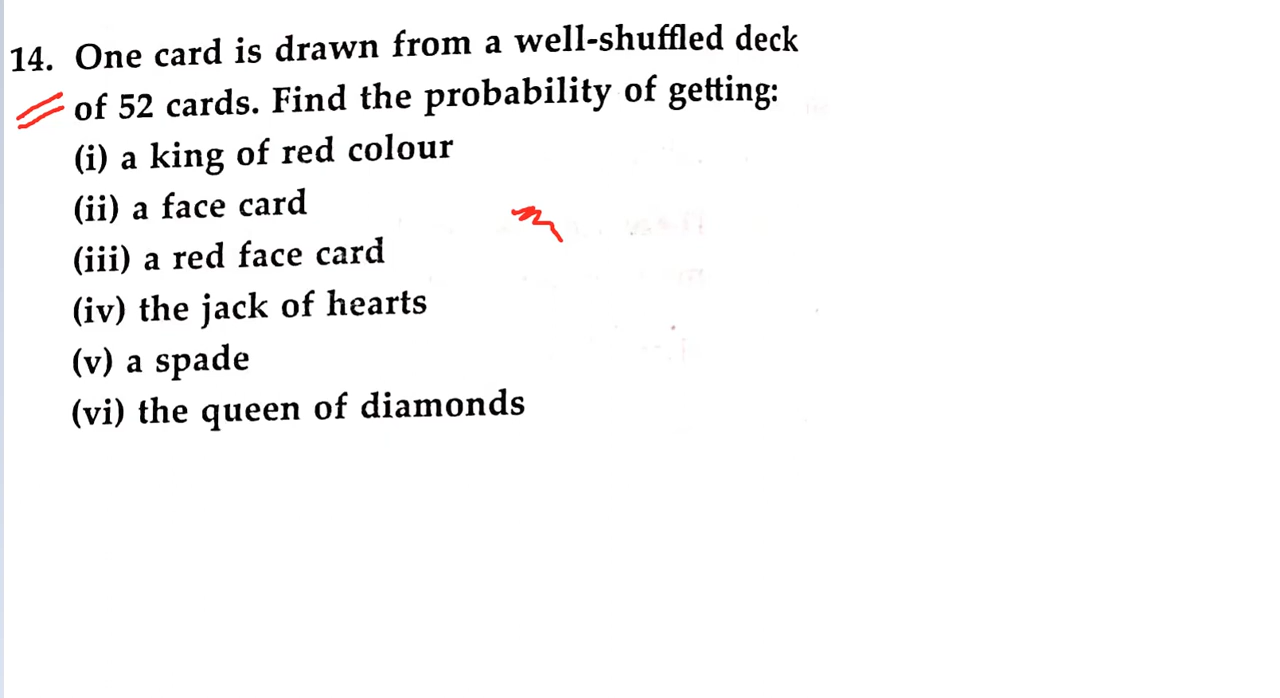 14. One card is drawn from a well-shuffled deck
of 52 cards. Find the probability of getting:
(i) a king of red colour
(ii) a face card
(iii) a red face card
(iv) the jack of hearts
(v) a spade
(vi) the queen of diamonds